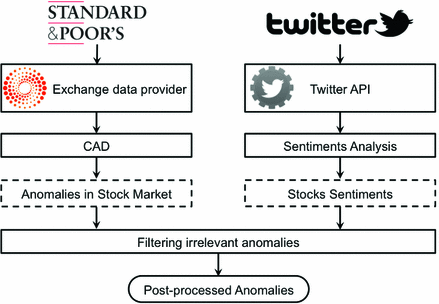 STANDARD
&POOR'S
twitter
Exchange data provider
Twitter API
CAD
Sentiments Analysis
Anomalies in Stock Market
Stocks Sentiments
Filtering irrelevant anomalies
Post-processed Anomalies